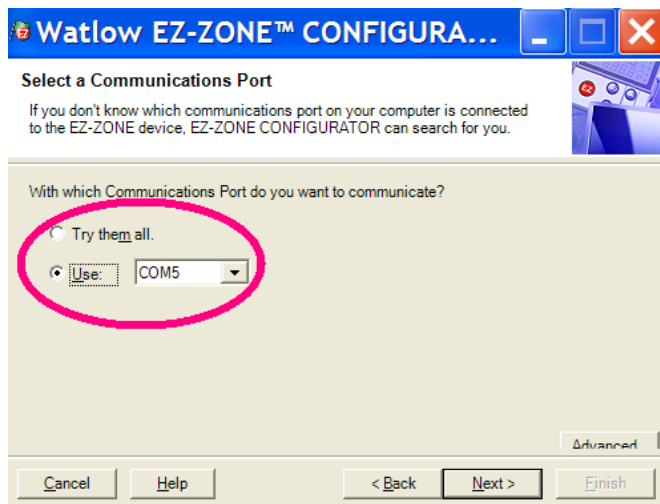 Watlow EZ-ZONE™ CONFIGURA...
Select a Communications Port
If you don't know which communications port on your computer is connected
to the EZ-ZONE device, EZ-ZONE CONFIGURATOR can search for you.
With which Communications Port do you want to communicate?
Try them all.
Use: COM5
Advanced
Cancel Help < Back Next > Finish